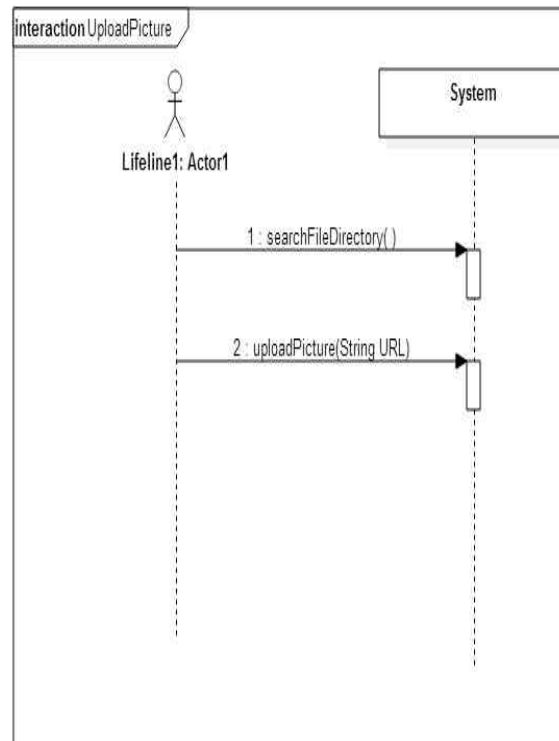 interaction UploadPicture
System
Lifeline1: Actor1
1 : searchFileDirectory( )
2 : uploadPicture(String URL)